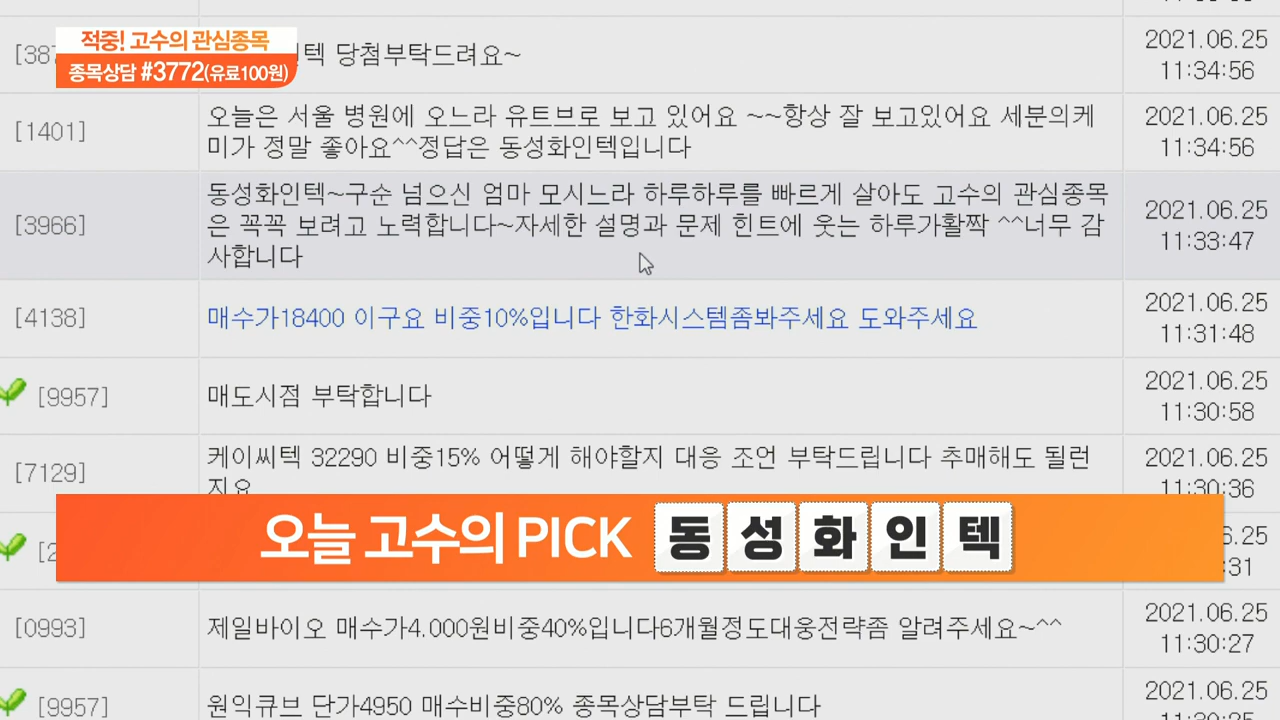 적중! 고수의 관심종목
종목상담 #3772(유료100원)
텍 당첨부탁드려요~
2021.06.25
11:34:56
[1401]
오늘은 서울 병원에 오느라 유트브로 보고 있어요 ~~항상 잘 보고있어요 세분의케
미가 정말 좋아요^^정답은 동성화인텍입니다
2021.06.25
11:34:56
[3966]
동성화인텍~구순 넘으신 엄마 모시느라 하루하루를 빠르게 살아도 고수의 관심종목
은 꼭꼭 보려고 노력합니다~자세한 설명과 문제 힌트에 웃는 하루가활짝 ^^너무 감
사합니다
2021.06.25
11:33:47
[4138]
매수가18400 이구요 비중10%입니다 한화시스템좀봐주세요 도와주세요
2021.06.25
11:31:48
[9957]
매도시점 부탁합니다
2021.06.25
11:30:58
[7129]
케이씨텍 32290 비중15% 어떻게 해야할지 대응 조언 부탁드립니다 추매해도 될런
지요
2021.06.25
11:30:36
오늘 고수의 PICK 동성화인텍
[0993]
제일바이오 매수가4.000원비중40%입니다6개월정도대웅전략좀 알려주세요~^^
2021.06.25
11:30:27
[9957]
원익큐브 단가4950 매수비중80% 종목상담부탁 드립니다
2021.06.25